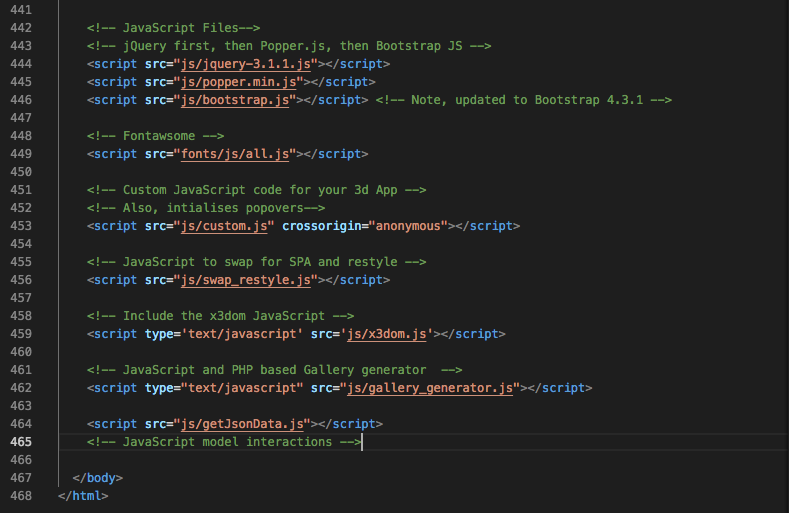 441
442 <!-- JavaScript Files-->
443 <!-- jQuery first, then Popper.js, then Bootstrap JS -->
444 <script src="js/jquery-3.1.1.js"></script>
445 <script src="js/popper.min.js"></script>
446 <script src="js/bootstrap.js"></script> <!-- Note, updated to Bootstrap 4.3.1 -->
447
448 <!-- Fontawsome -->
449 <script src="fonts/js/all.js"></script>
450
451 <!-- Custom JavaScript code for your 3d App -->
452 <!-- Also, intialises popovers-->
453 <script src="js/custom.js" crossorigin="anonymous"></script>
454
455 <!-- JavaScript to swap for SPA and restyle -->
456 <script src="js/swap_restyle.js"></script>
457
458 <!-- Include the x3dom JavaScript -->
459 <script type='text/javascript' src='js/x3dom.js'></script>
460
461 <!-- JavaScript and PHP based Gallery generator  -->
462 <script type="text/javascript" src="js/gallery_generator.js"></script>
463
464 <script src="js/getJsonData.js"></script>
465 <!-- JavaScript model interactions -->
466
467 </body>
468 </html>